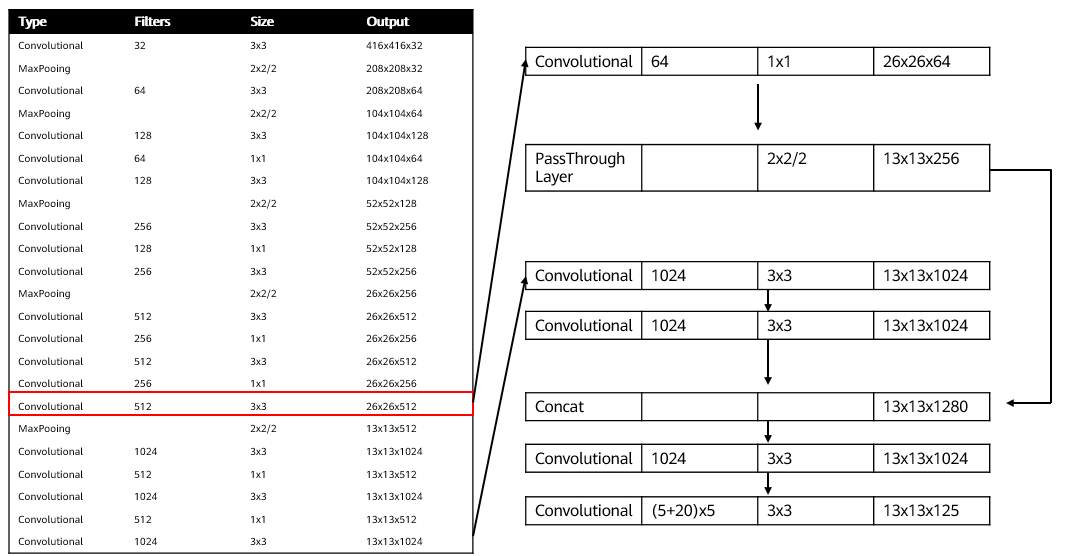 Type Filters Size Output
Convolutional 32 3x3 416x416x32
MaxPooing 2x2/2 208x208x32
Convolutional 64 3x3 208x208x64
MaxPooing 2x2/2 104x104x64
Convolutional 128 3x3 104x104x128
Convolutional 64 1x1 104x104x64
Convolutional 128 3x3 104x104x128
MaxPooing 2x2/2 52x52x128
Convolutional 256 3x3 52x52x256
Convolutional 128 1x1 52x52x128
Convolutional 256 3x3 52x52x256
MaxPooing 2x2/2 26x26x256
Convolutional 512 3x3 26x26x512
Convolutional 256 1x1 26x26x256
Convolutional 512 3x3 26x26x512
Convolutional 256 1x1 26x26x256
Convolutional 512 3x3 26x26x512
MaxPooing 2x2/2 13x13x512
Convolutional 1024 3x3 13x13x1024
Convolutional 512 1x1 13x13x512
Convolutional 1024 3x3 13x13x1024
Convolutional 512 1x1 13x13x512
Convolutional 1024 3x3 13x13x1024
Convolutional 64 1x1 26x26x64
PassThrough 2x2/2 13x13x256
Layer
Convolutional 1024 3x3 13x13x1024
Convolutional 1024 3x3 13x13x1024
Concat 13x13x1280
Convolutional 1024 3x3 13x13x1024
Convolutional (5+20)x5 3x3 13x13x125